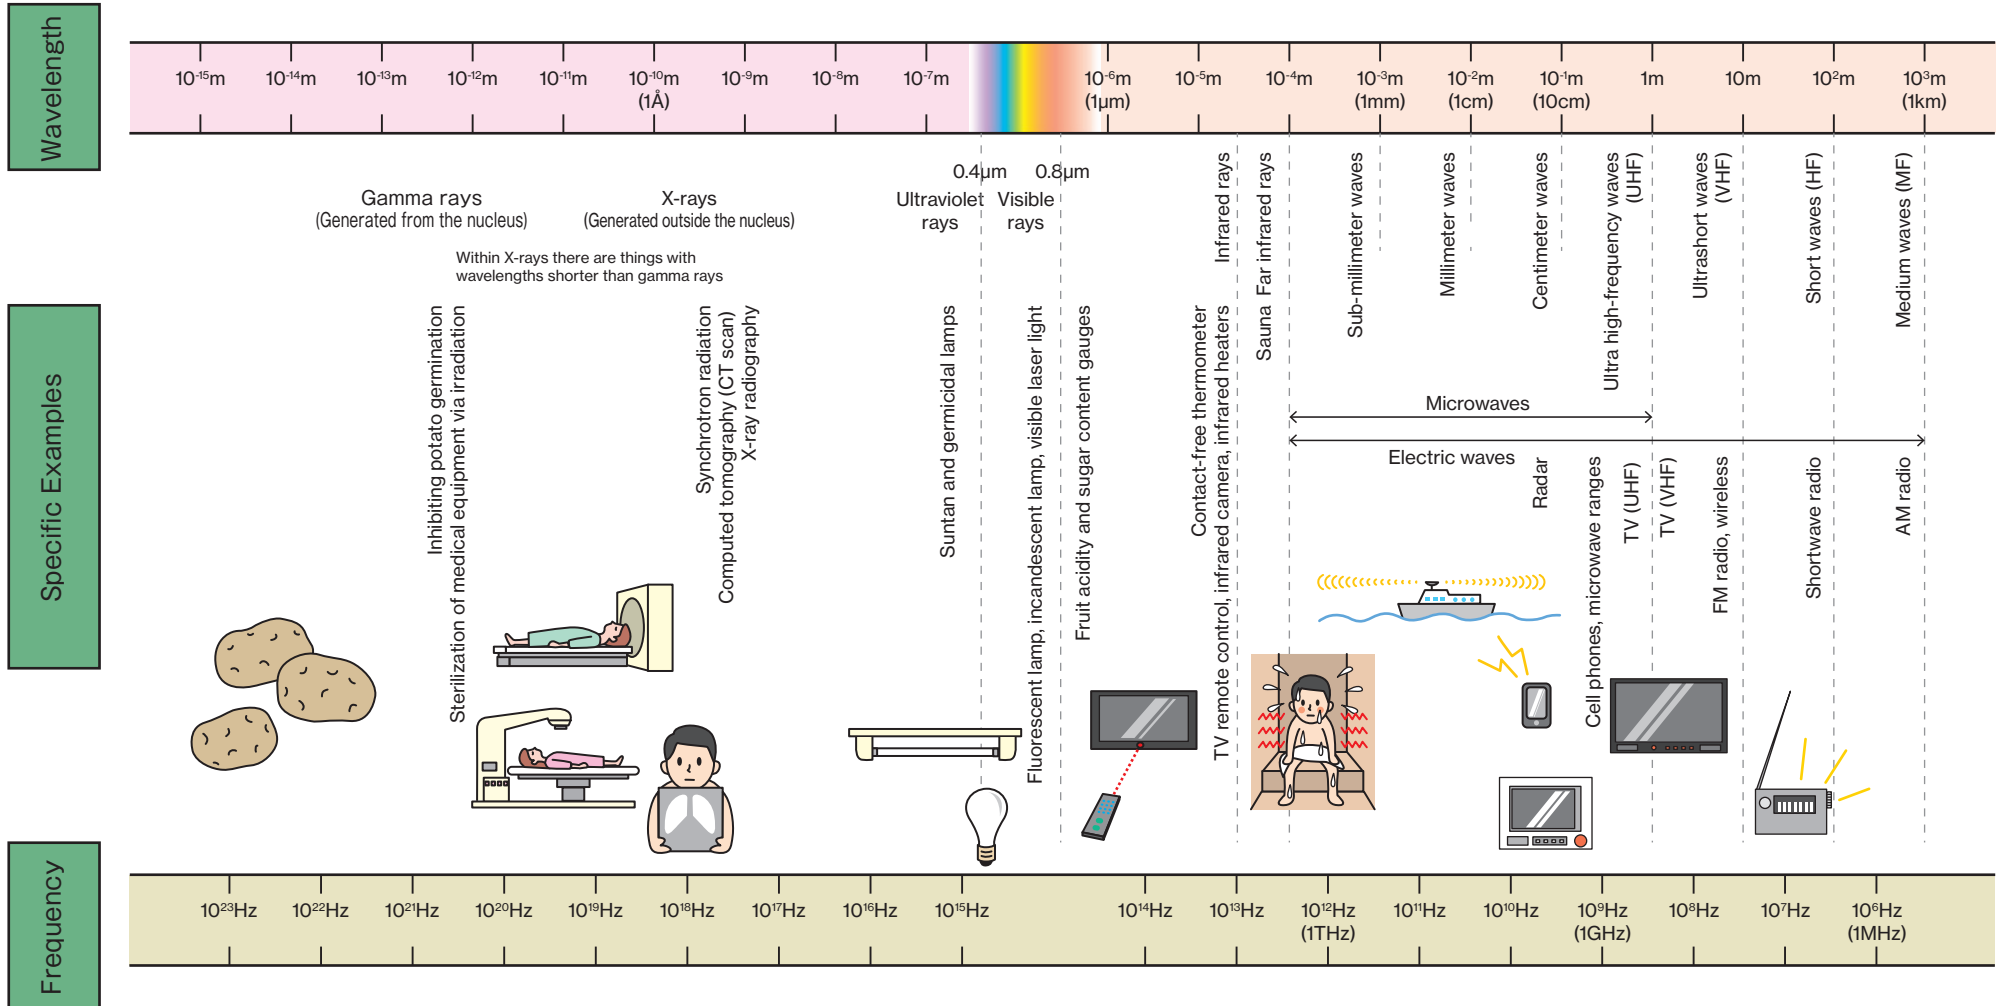 Wavelength
10-15m
10-14m
10-13m
10-12m
10-11m
10-10m
(1Å)
10-9m
10-8m
10-7m
10-6m
(1µm)
10-5m
10-4m
10-3m
(1mm)
10-2m
(1cm)
10-1m
(10cm)
1m
10m
10²m
10³m
(1km)
0.4µm
0.8µm
Gamma rays
(Generated from the nucleus)
X-rays
(Generated outside the nucleus)
Within X-rays there are things with
wavelengths shorter than gamma rays
Ultraviolet
rays
Visible
rays
Infrared rays
Far infrared rays
Sub-millimeter waves
Millimeter waves
Centimeter waves
Ultra high-frequency waves
(UHF)
Ultrashort waves
(VHF)
Short waves (HF)
Medium waves (MF)
Microwaves
Electric waves
Specific Examples
Inhibiting potato germination
Sterilization of medical equipment via irradiation
Synchrotron radiation
Computed tomography (CT scan)
X-ray radiography
Suntan and germicidal lamps
Fluorescent lamp, incandescent lamp, visible laser light
Fruit acidity and sugar content gauges
Contact-free thermometer
TV remote control, infrared camera, infrared heaters
Sauna
Radar
Cell phones, microwave ranges
TV (UHF)
TV (VHF)
FM radio, wireless
Shortwave radio
AM radio
Frequency
10²³Hz
10²²Hz
10²¹Hz
10²⁰Hz
10¹⁹Hz
10¹⁸Hz
10¹⁷Hz
10¹⁶Hz
10¹⁵Hz
10¹⁴Hz
10¹³Hz
10¹²Hz
(1THz)
10¹¹Hz
10¹⁰Hz
10⁹Hz
(1GHz)
10⁸Hz
10⁷Hz
10⁶Hz
(1MHz)